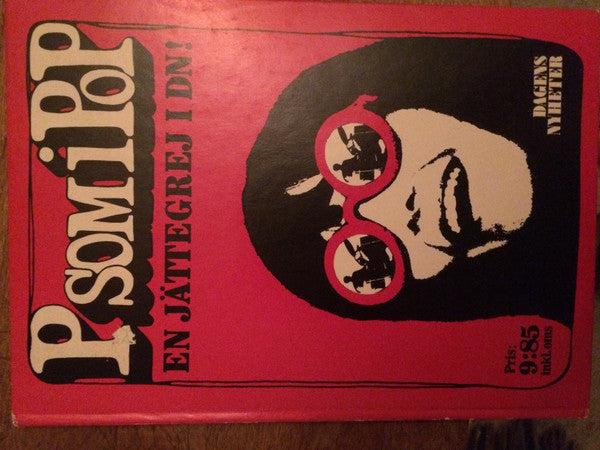 P SOM i POP
EN JÄTTEGREJ I DN!
DAGENS
NYHETER
Pris:
9:85
inkl. oms